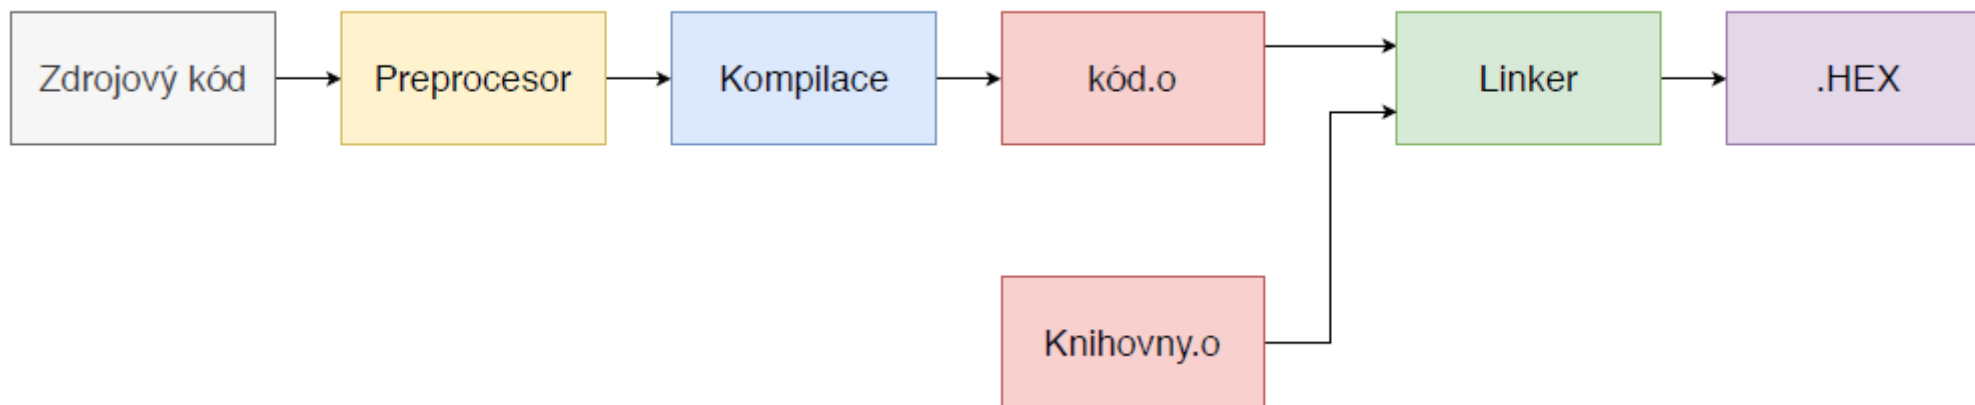 Zdrojový kód
Preprocesor
Kompilace
kód.o
Linker
.HEX
Knihovny.o